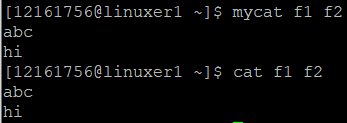 [12161756@linuxer1 ~]$ mycat f1 f2
abc
hi
[12161756@linuxer1 ~]$ cat f1 f2
abc
hi